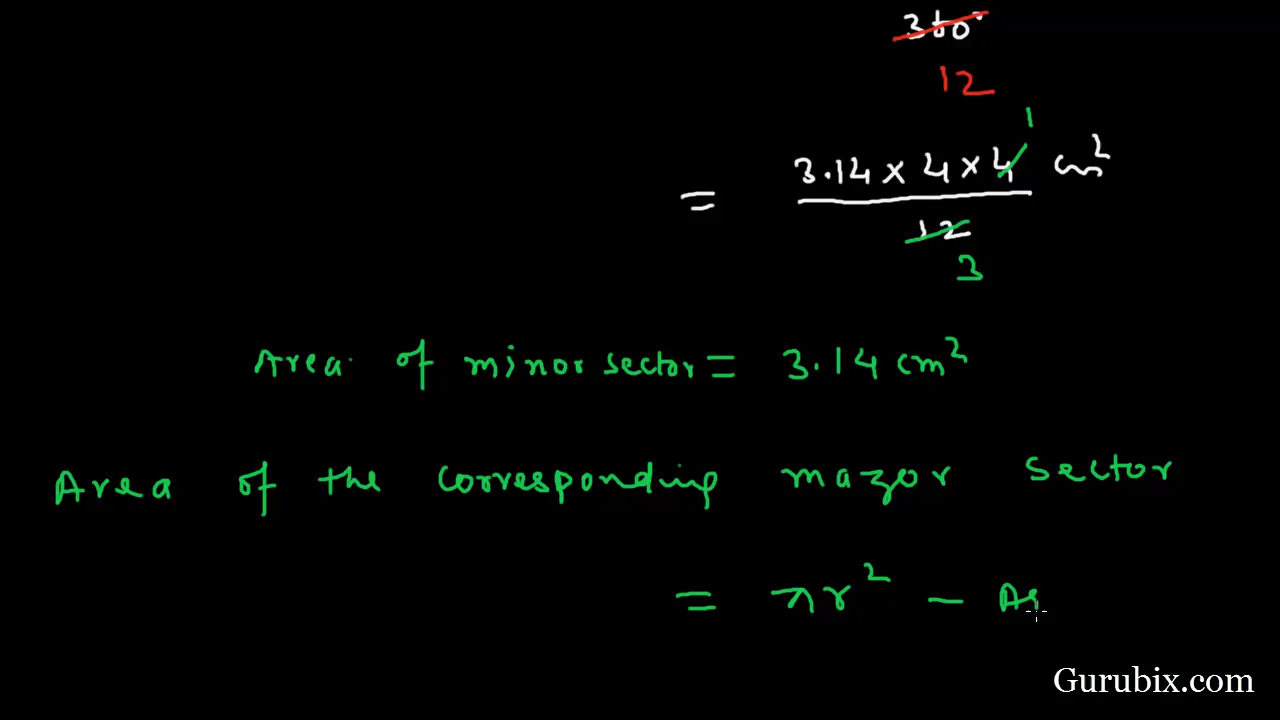 360°
12
1
= 3.14 × 4 × 4 cm²
12
3
Area of minor sector = 3.14 cm²
Area of the corresponding mazor sector
= πr² – Ar
Gurubix.com